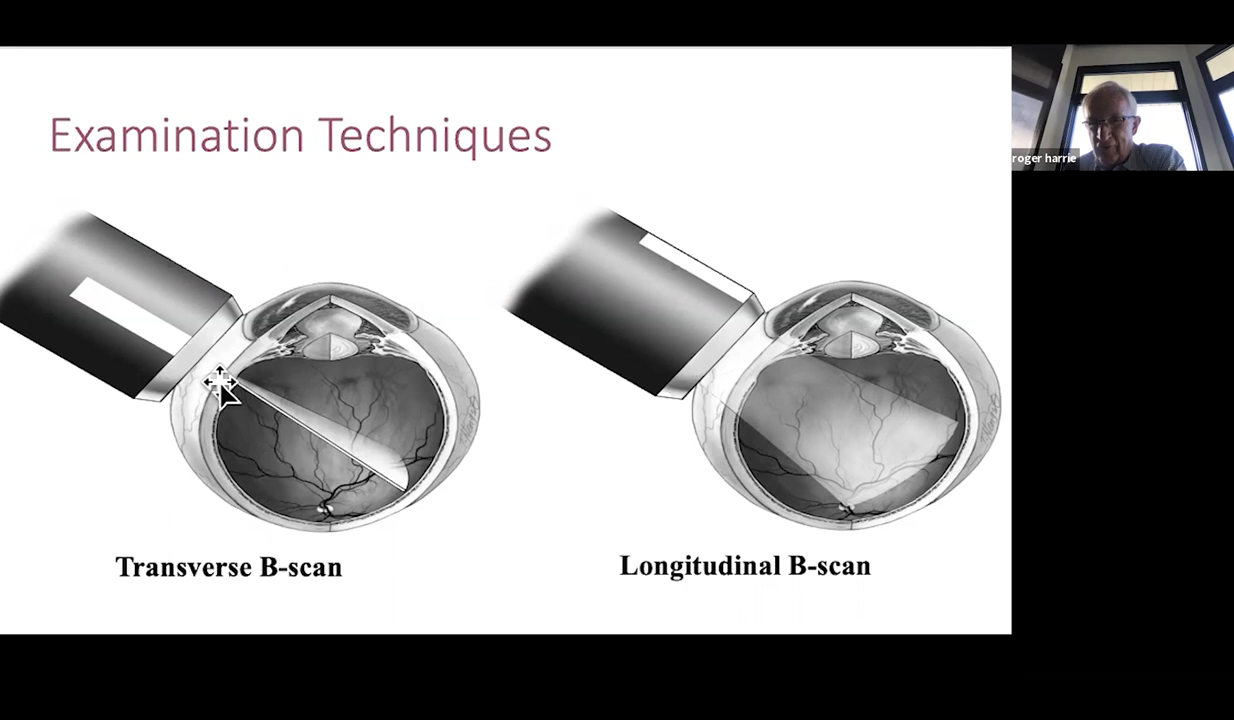 Examination Techniques
roger harrie
Transverse B-scan
Longitudinal B-scan